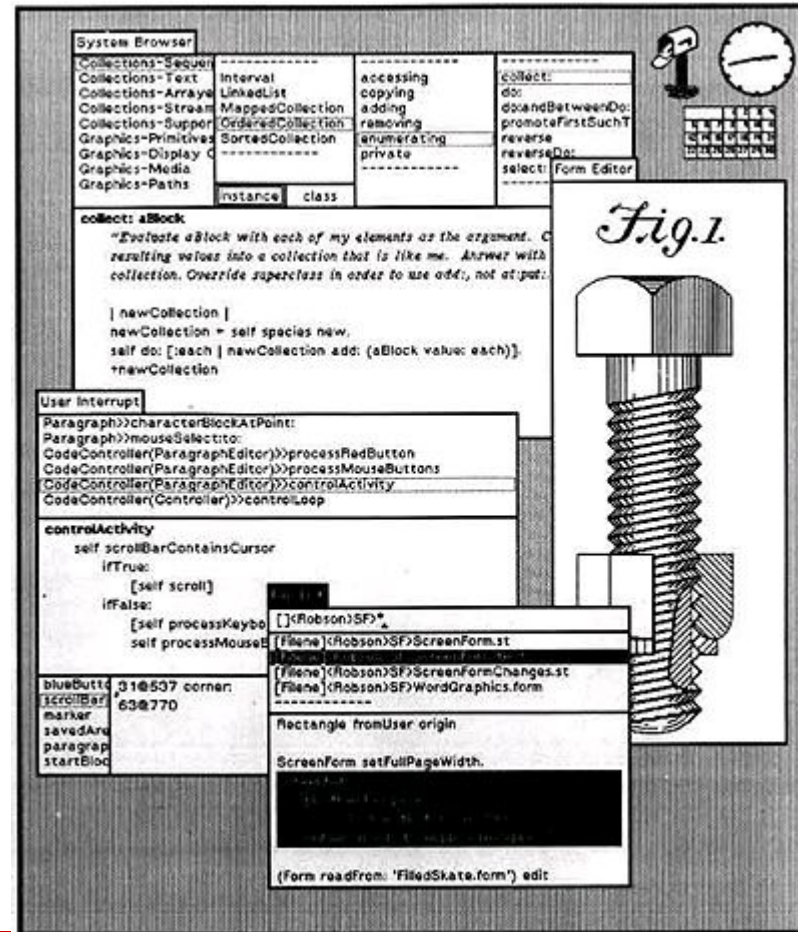 System Browser
Collections-Sequen
Collections-Text
Collections-Arraye
Collections-Stream
Collections-Suppor
Graphics-Primitives
Graphics-Display
Graphics-Media
Graphics-Paths
------------
Interval
LinkedList
MappedCollection
OrderedCollection
SortedCollection
------------
instance class
------------
accessing
copying
adding
removing
enumerating
private
------------
------------
collect:
do:
do:andBetweenDo:
promoteFirstSuchT
reverse
reverseDo:
select:
collect: aBlock
"Evaluate aBlock with each of my elements as the argument. C
resulting values into a collection that is like me. Answer with
collection. Override superclass in order to use add:, not at:put:.
| newCollection |
newCollection ← self species new.
self do: [:each | newCollection add: (aBlock value: each)].
↑newCollection
Form Editor
Fig.1.
User Interrupt
Paragraph>>characterBlockAtPoint:
Paragraph>>mouseSelect:to:
CodeController(ParagraphEditor)>>processRedButton
CodeController(ParagraphEditor)>>processMouseButtons
CodeController(ParagraphEditor)>>controlActivity
CodeController(Controller)>>controlLoop
controlActivity
self scrollBarContainsCursor
ifTrue:
[self scroll]
ifFalse:
[self processKeybo
self processMouseB
blueButto
scrollBar
marker
savedAre
paragrap
startBloc
31@537 corner:
63@770
[]<Robson>SF>*
[Filene]<Robson>SF>ScreenForm.st
[Filene]<Robson>SF>ScreenFormChanges.st
[Filene]<Robson>SF>WordGraphics.form
------------
Rectangle fromUser origin
ScreenForm setFullPageWidth.
(Form readFrom: 'FilledSkate.form') edit